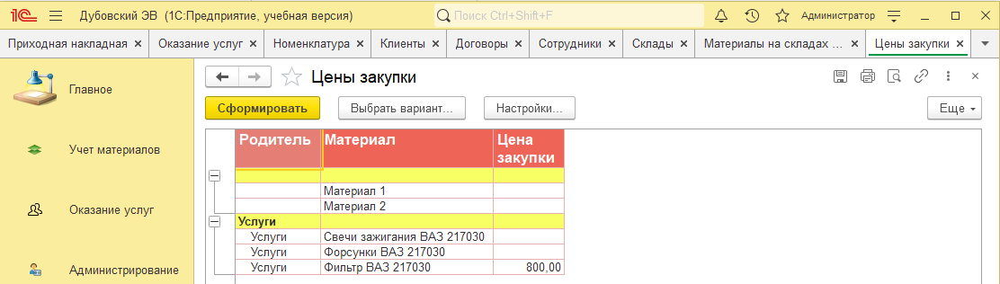 1С Дубовский ЭВ (1С:Предприятие, учебная версия) Поиск Ctrl+Shift+F Администратор
Приходная накладная × Оказание услуг × Номенклатура × Клиенты × Договоры × Сотрудники × Склады × Материалы на складах ... × Цены закупки ×
Главное
Учет материалов
Оказание услуг
Администрирование
Цены закупки
Сформировать Выбрать вариант... Настройки... Еще
Родитель Материал Цена
закупки
Материал 1
Материал 2
Услуги
Услуги Свечи зажигания ВАЗ 217030
Услуги Форсунки ВАЗ 217030
Услуги Фильтр ВАЗ 217030 800,00